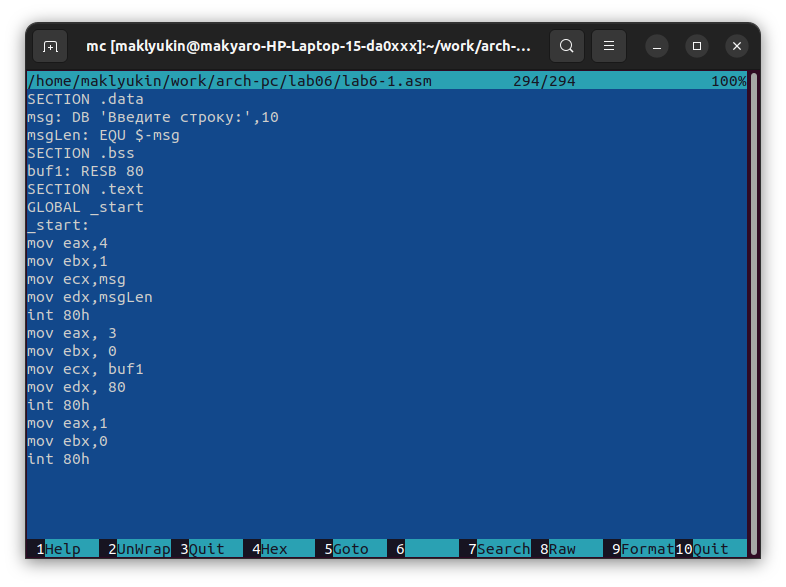 mc [maklyukin@makyaro-HP-Laptop-15-da0xxx]:~/work/arch-...
/home/maklyukin/work/arch-pc/lab06/lab6-1.asm 294/294 100%
SECTION .data
msg: DB 'Введите строку:',10
msgLen: EQU $-msg
SECTION .bss
buf1: RESB 80
SECTION .text
GLOBAL _start
_start:
mov eax,4
mov ebx,1
mov ecx,msg
mov edx,msgLen
int 80h
mov eax, 3
mov ebx, 0
mov ecx, buf1
mov edx, 80
int 80h
mov eax,1
mov ebx,0
int 80h
1Help 2UnWrap 3Quit 4Hex 5Goto 6 7Search 8Raw 9Format 10Quit